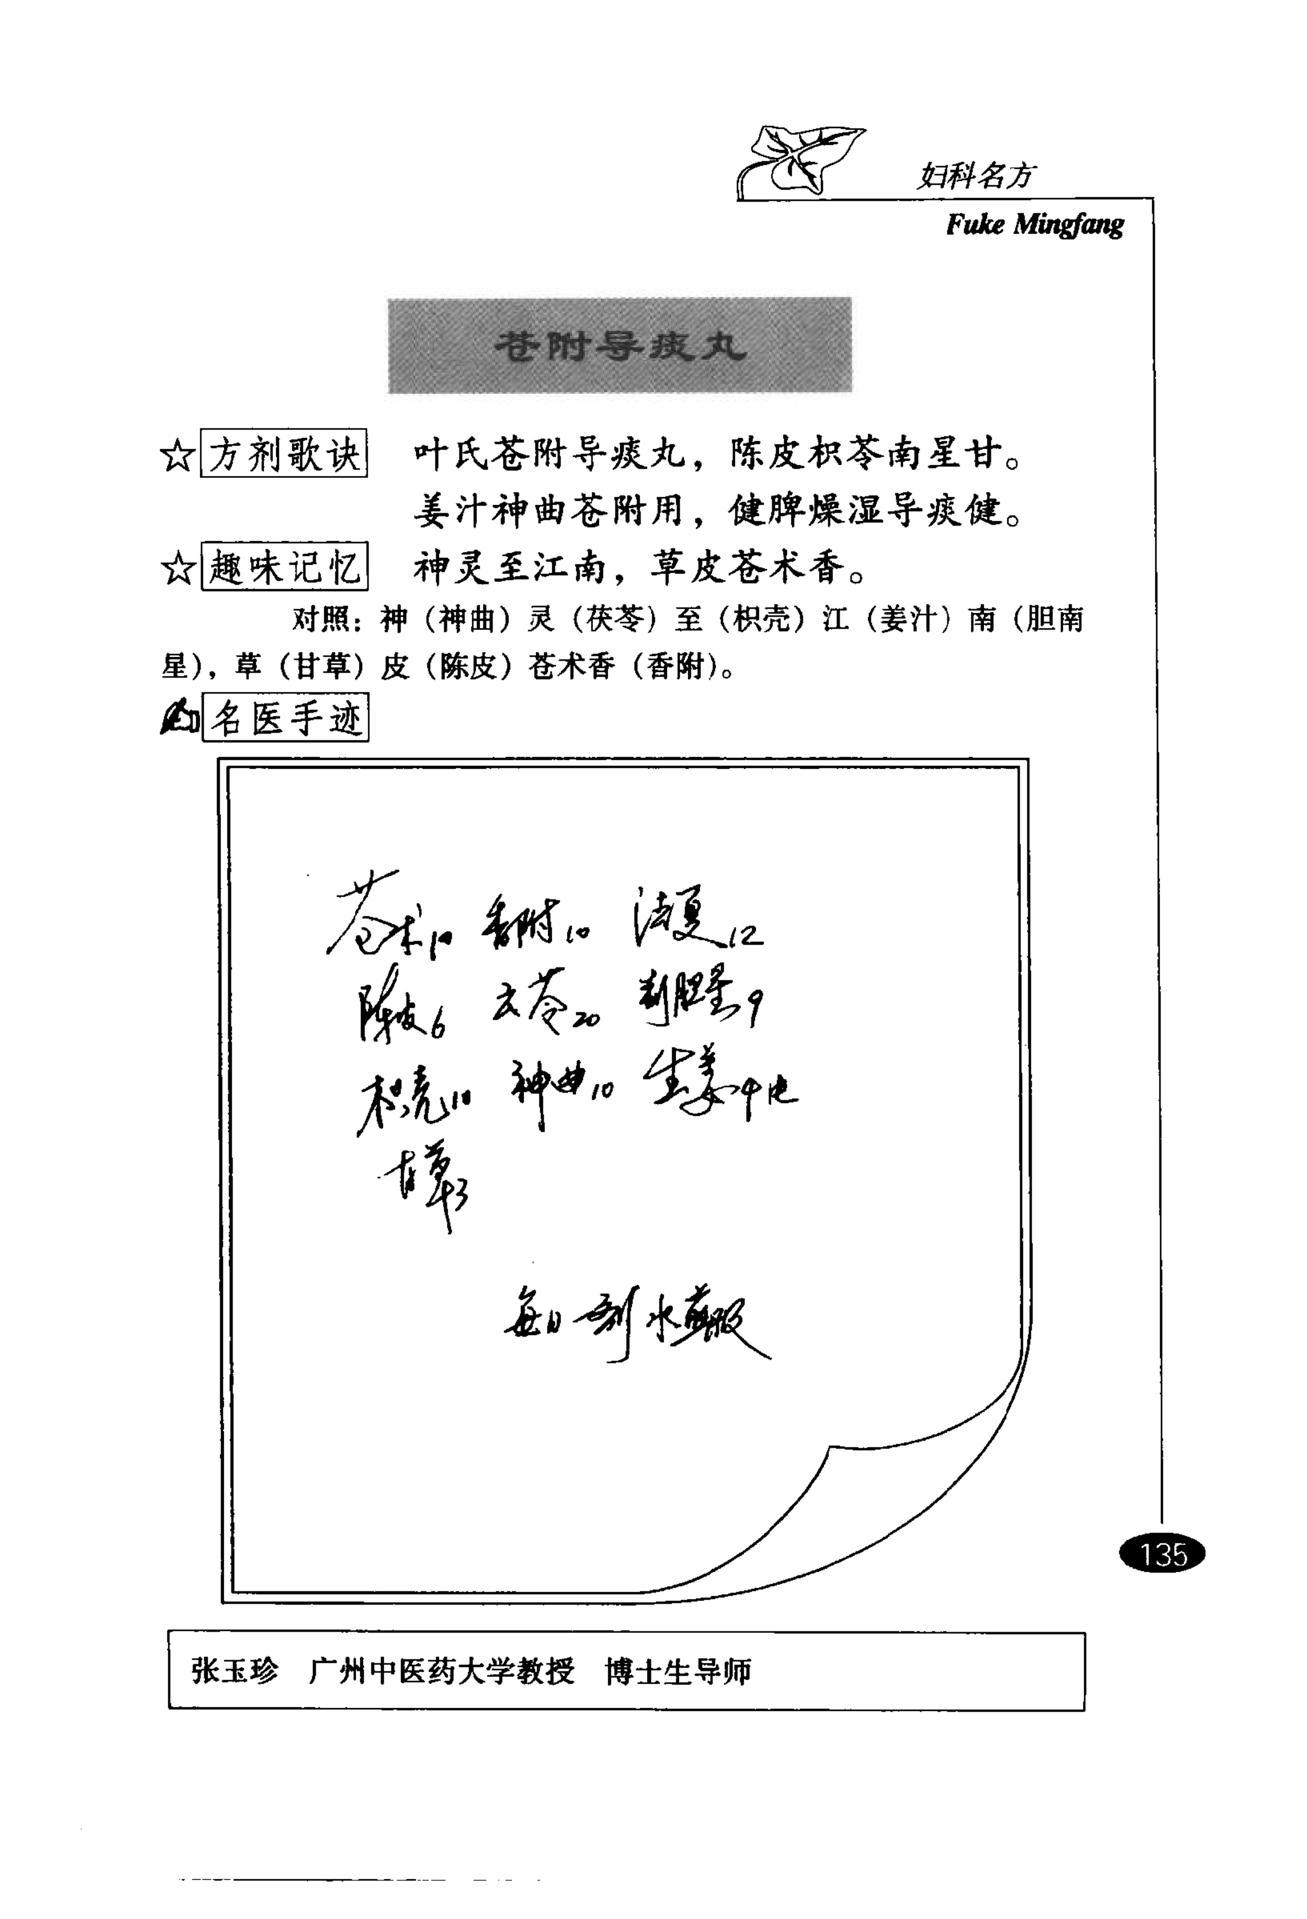 妇科名方
Fuke Mingfang
苍附导痰丸
☆方剂歌诀 叶氏苍附导痰丸，陈皮枳苓南星甘。
姜汁神曲苍附用，健脾燥湿导痰健。
☆趣味记忆 神灵至江南，草皮苍术香。
对照：神（神曲）灵（茯苓）至（枳壳）江（姜汁）南（胆南
星），草（甘草）皮（陈皮）苍术香（香附）。
名医手迹
苍术10 香附10 法夏12
陈皮6 云苓20 制胆星9
枳壳10 神曲10 生姜4片
甘草3
每日一剂 水煎服
135
张玉珍 广州中医药大学教授 博士生导师